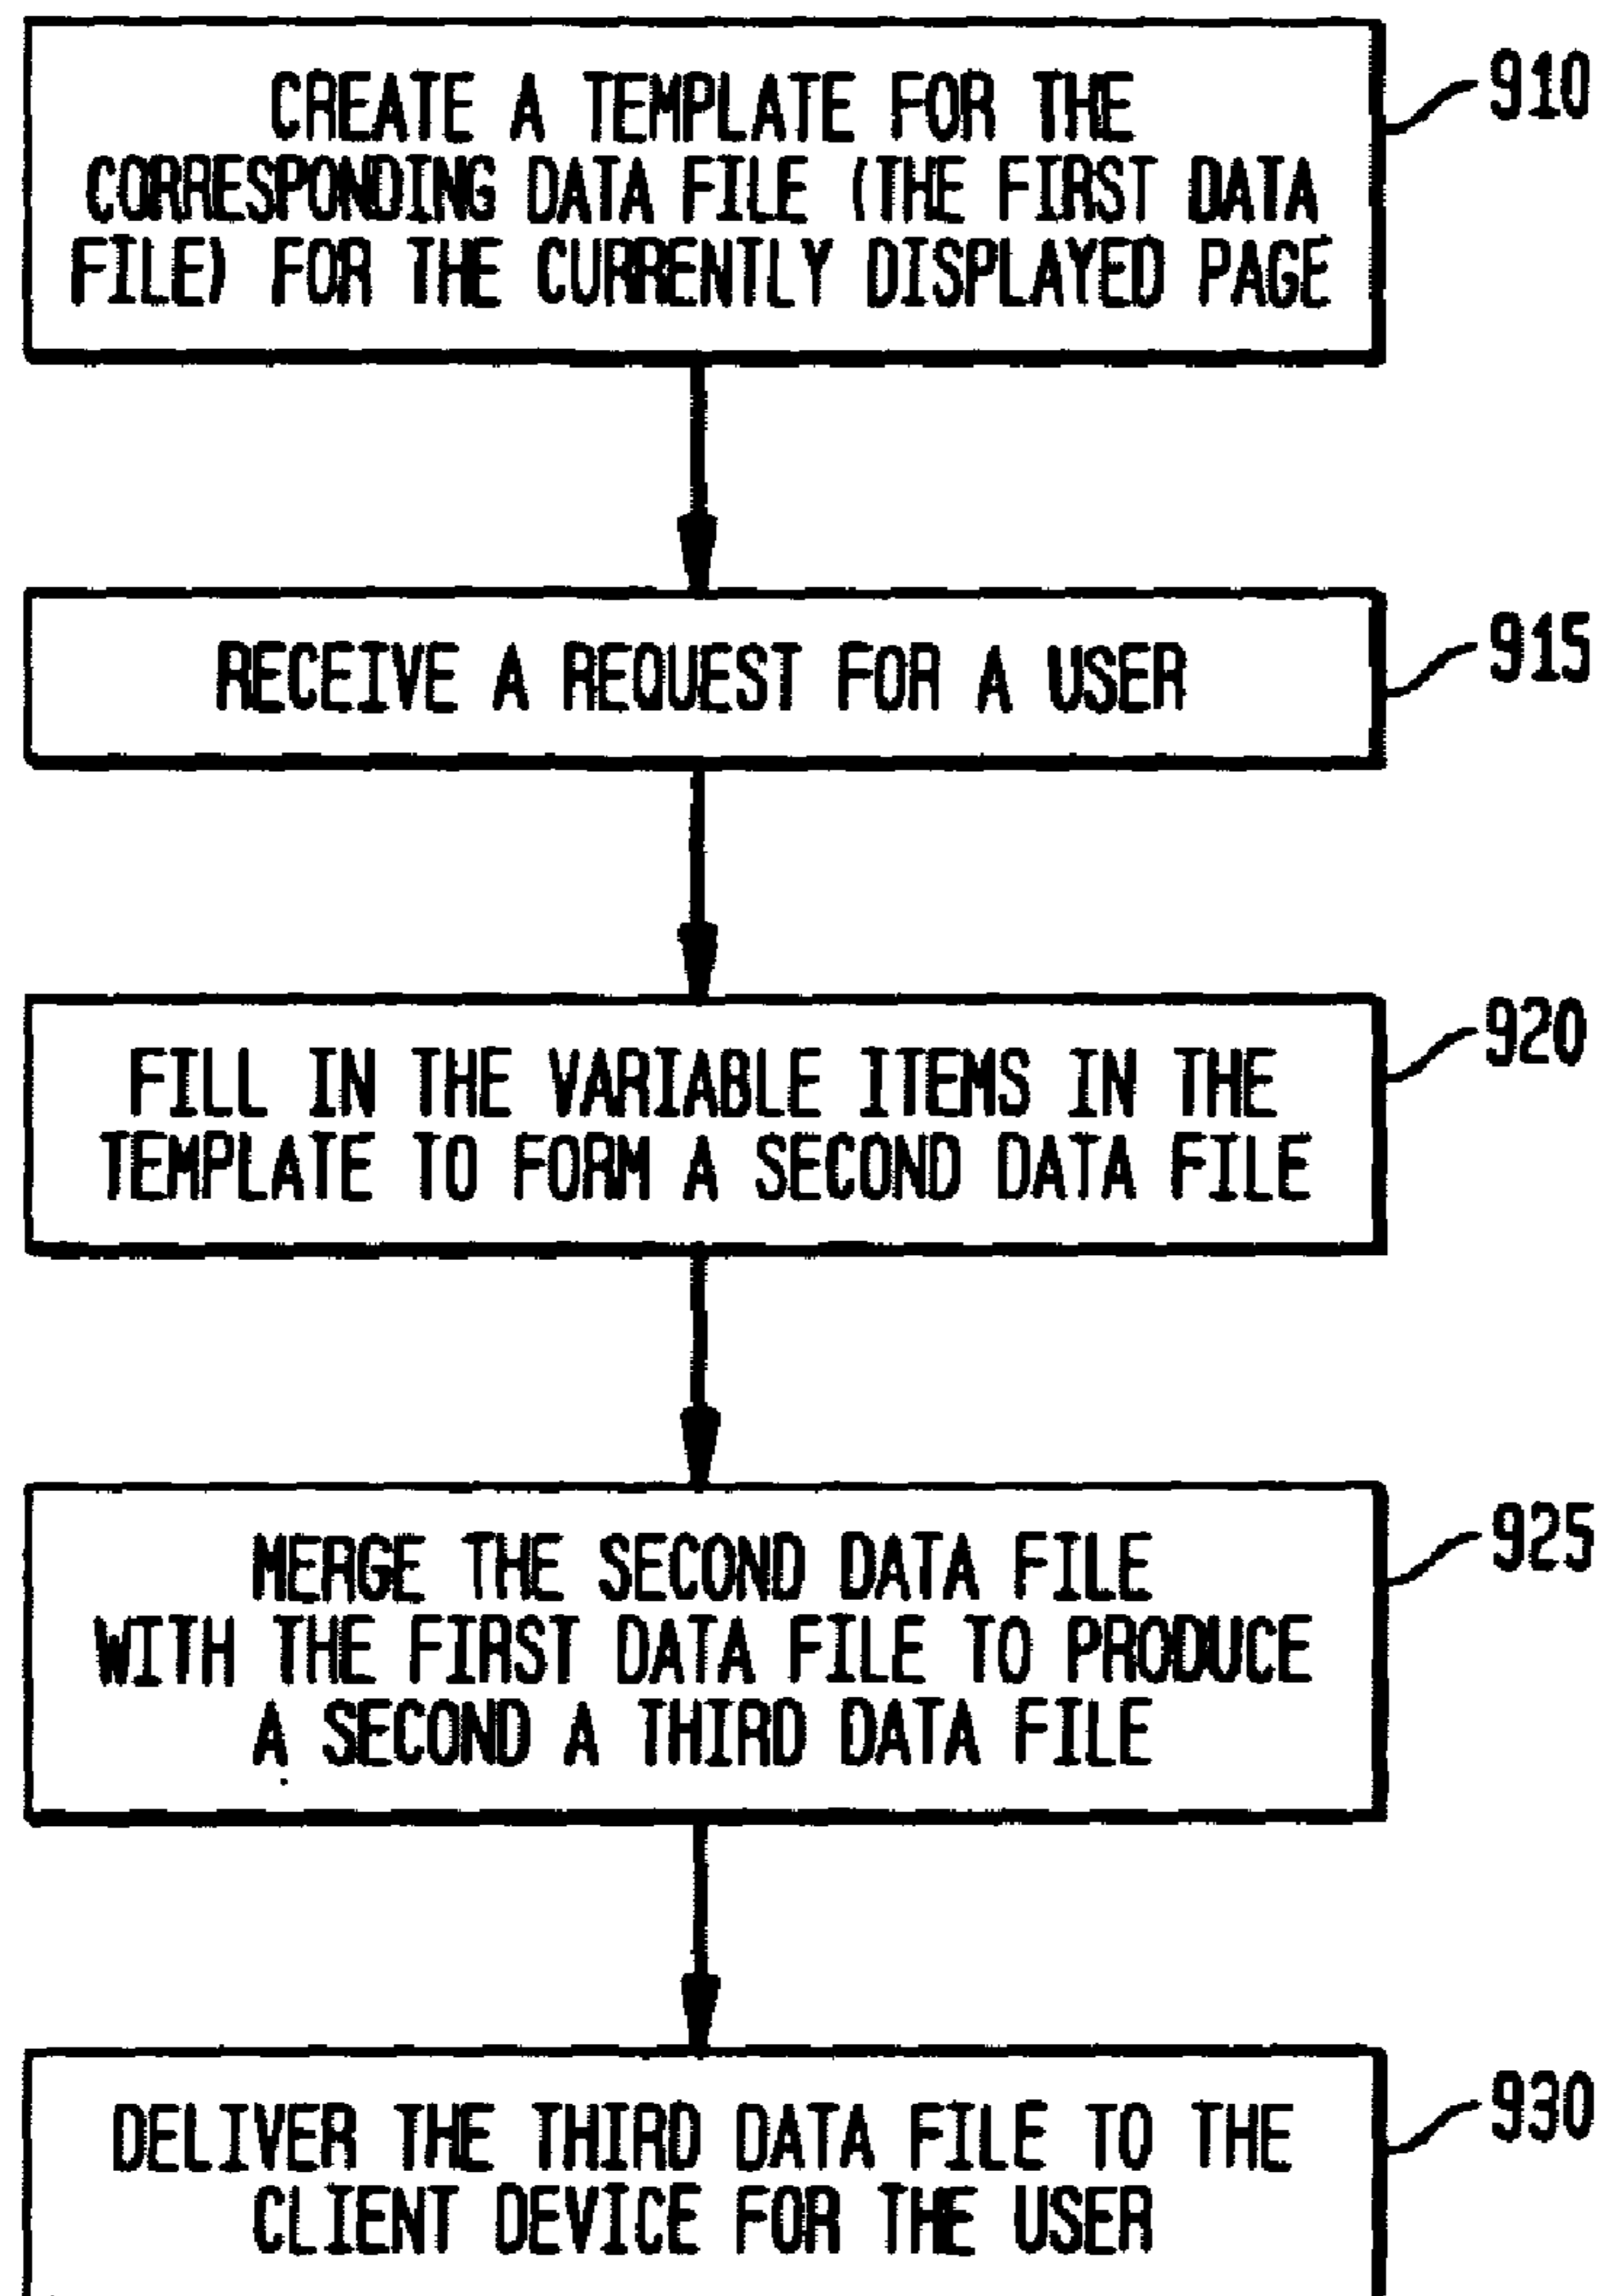 CREATE A TEMPLATE FOR THE
CORRESPONDING DATA FILE (THE FIRST DATA
FILE) FOR THE CURRENTLY DISPLAYED PAGE
910
RECEIVE A REQUEST FOR A USER
915
FILL IN THE VARIABLE ITEMS IN THE
TEMPLATE TO FORM A SECOND DATA FILE
920
MERGE THE SECOND DATA FILE
WITH THE FIRST DATA FILE TO PRODUCE
A SECOND A THIRD DATA FILE
925
DELIVER THE THIRD DATA FILE TO THE
CLIENT DEVICE FOR THE USER
930